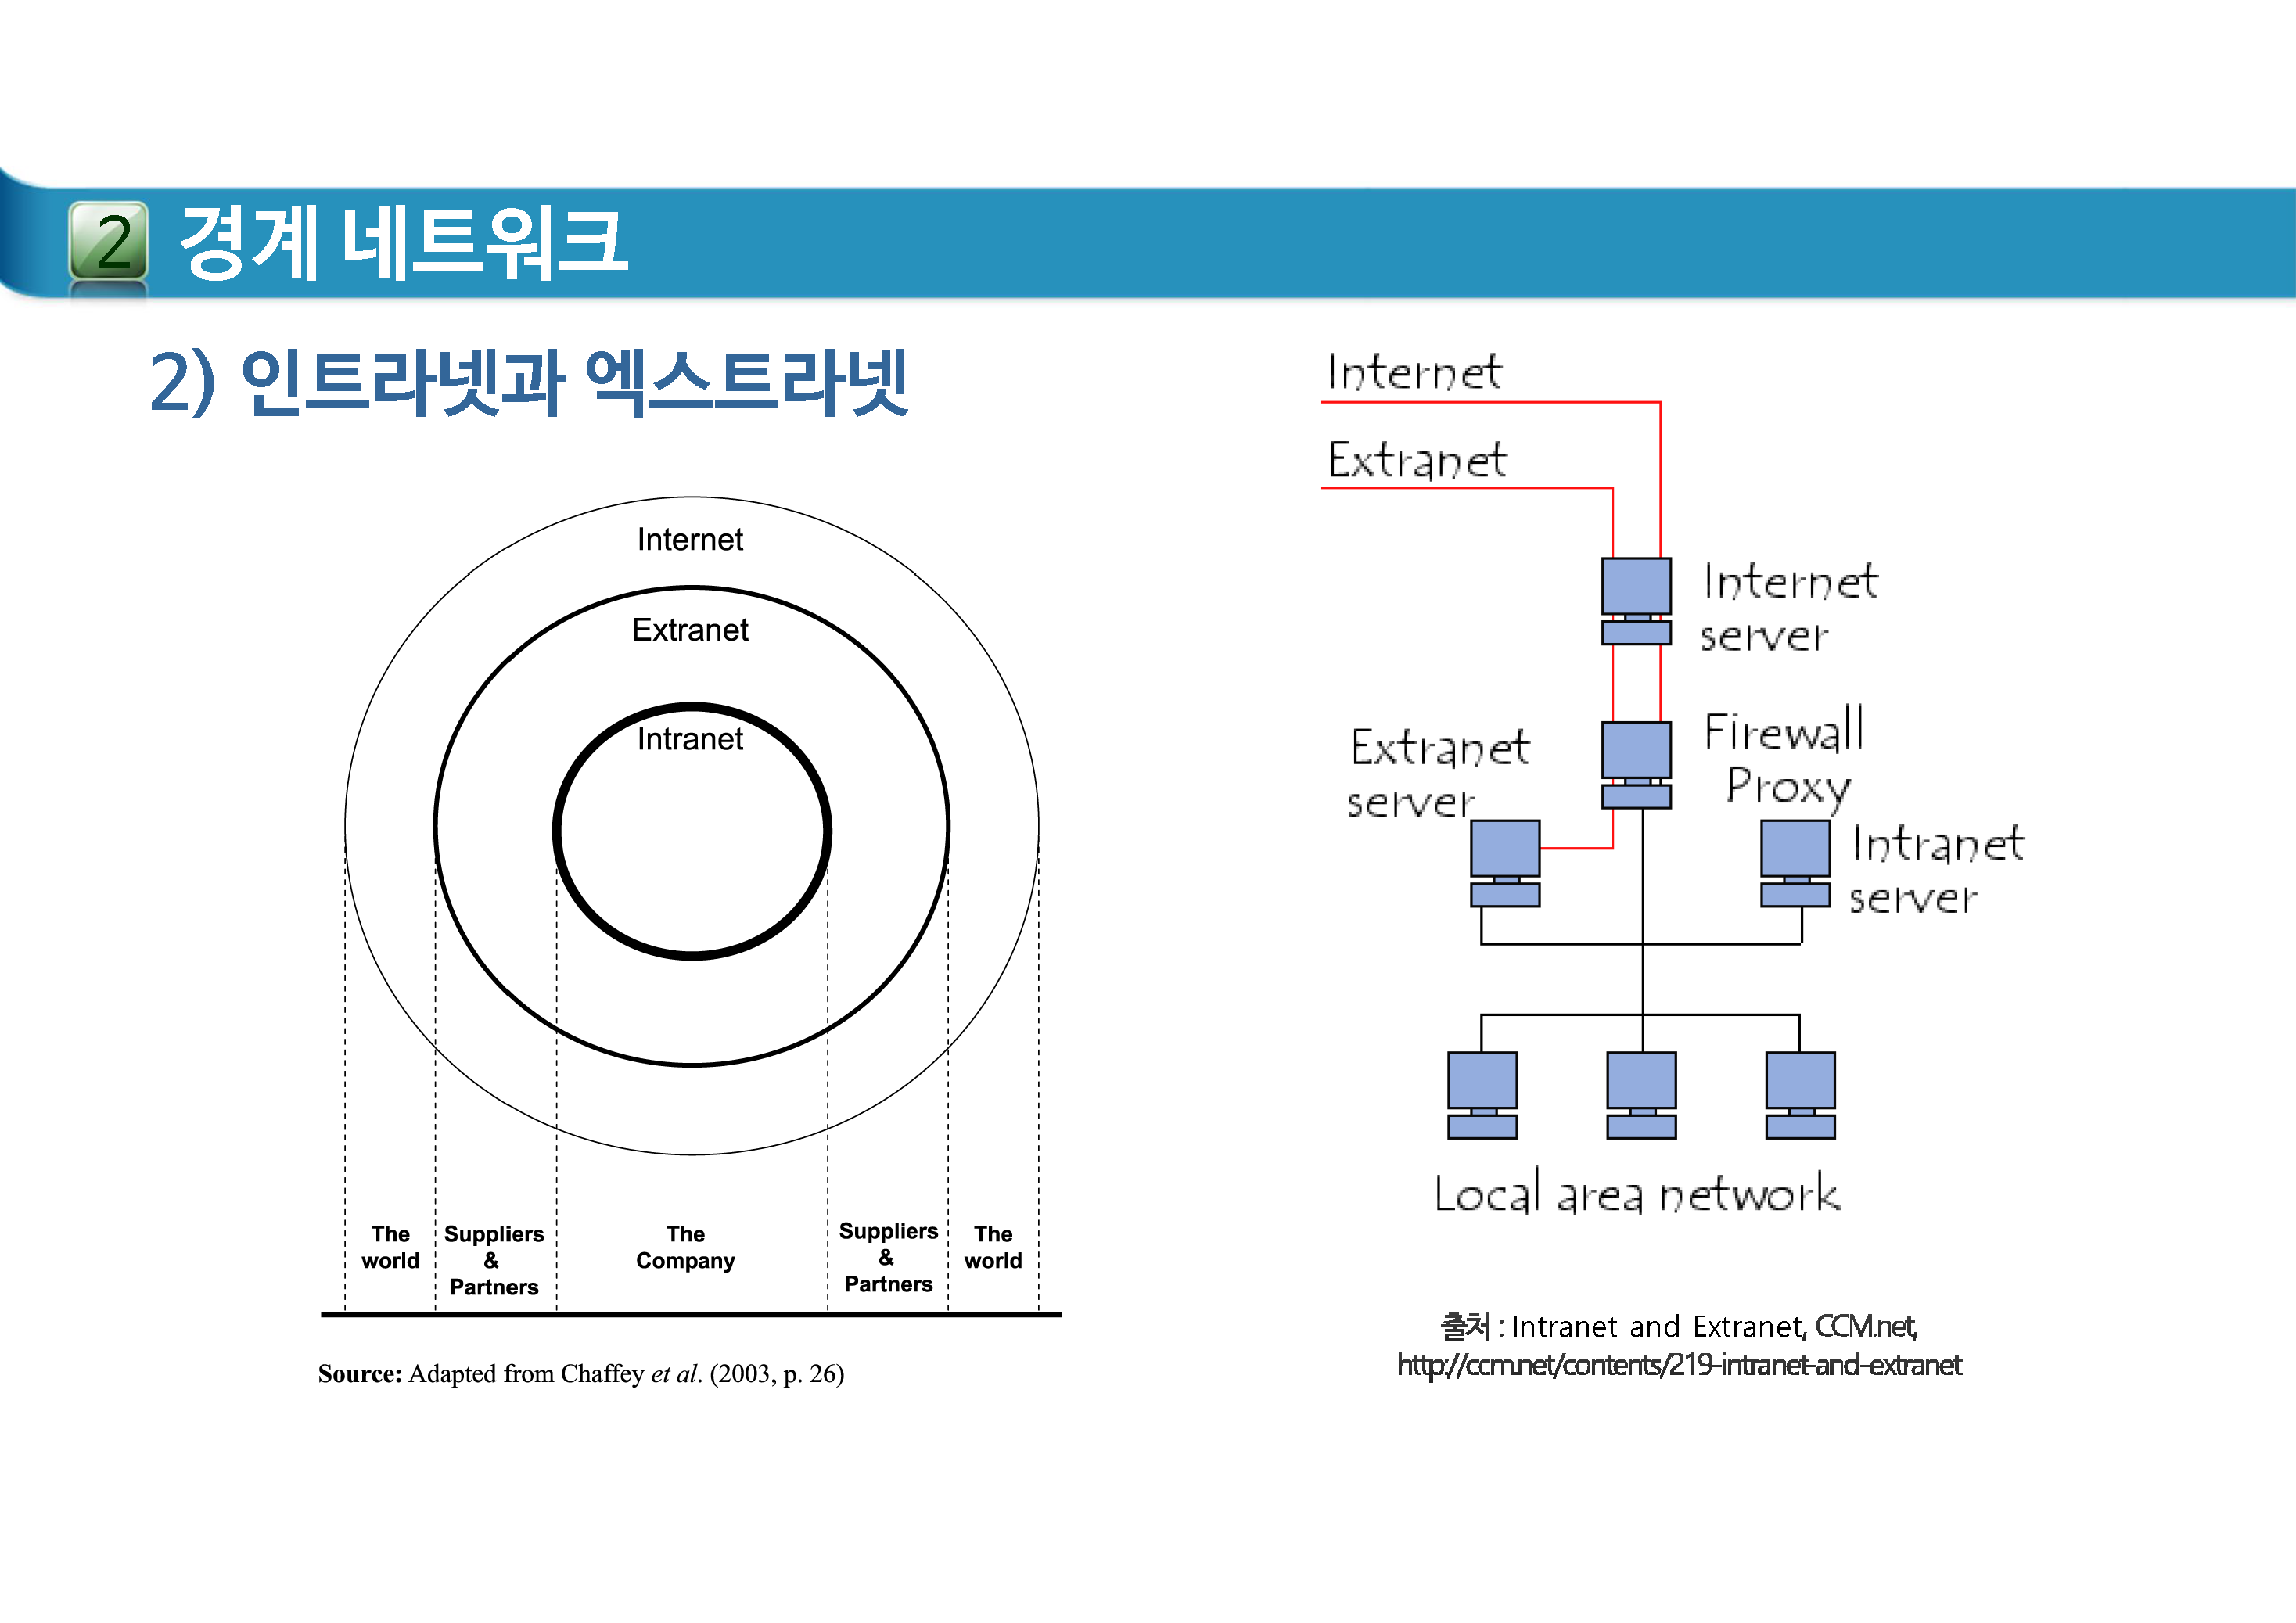 2 경계 네트워크
2) 인트라넷과 엑스트라넷
Internet
Extranet
Intranet
The
world
Suppliers
&
Partners
The
Company
Suppliers
&
Partners
The
world
Source: Adapted from Chaffey et al. (2003, p. 26)
Internet
Extranet
Internet
server
Firewall
Proxy
Extranet
server
Intranet
server
Local area network
출처 : Intranet and Extranet, CCM.net,
http://ccm.net/contents/219-intranet-and-extranet